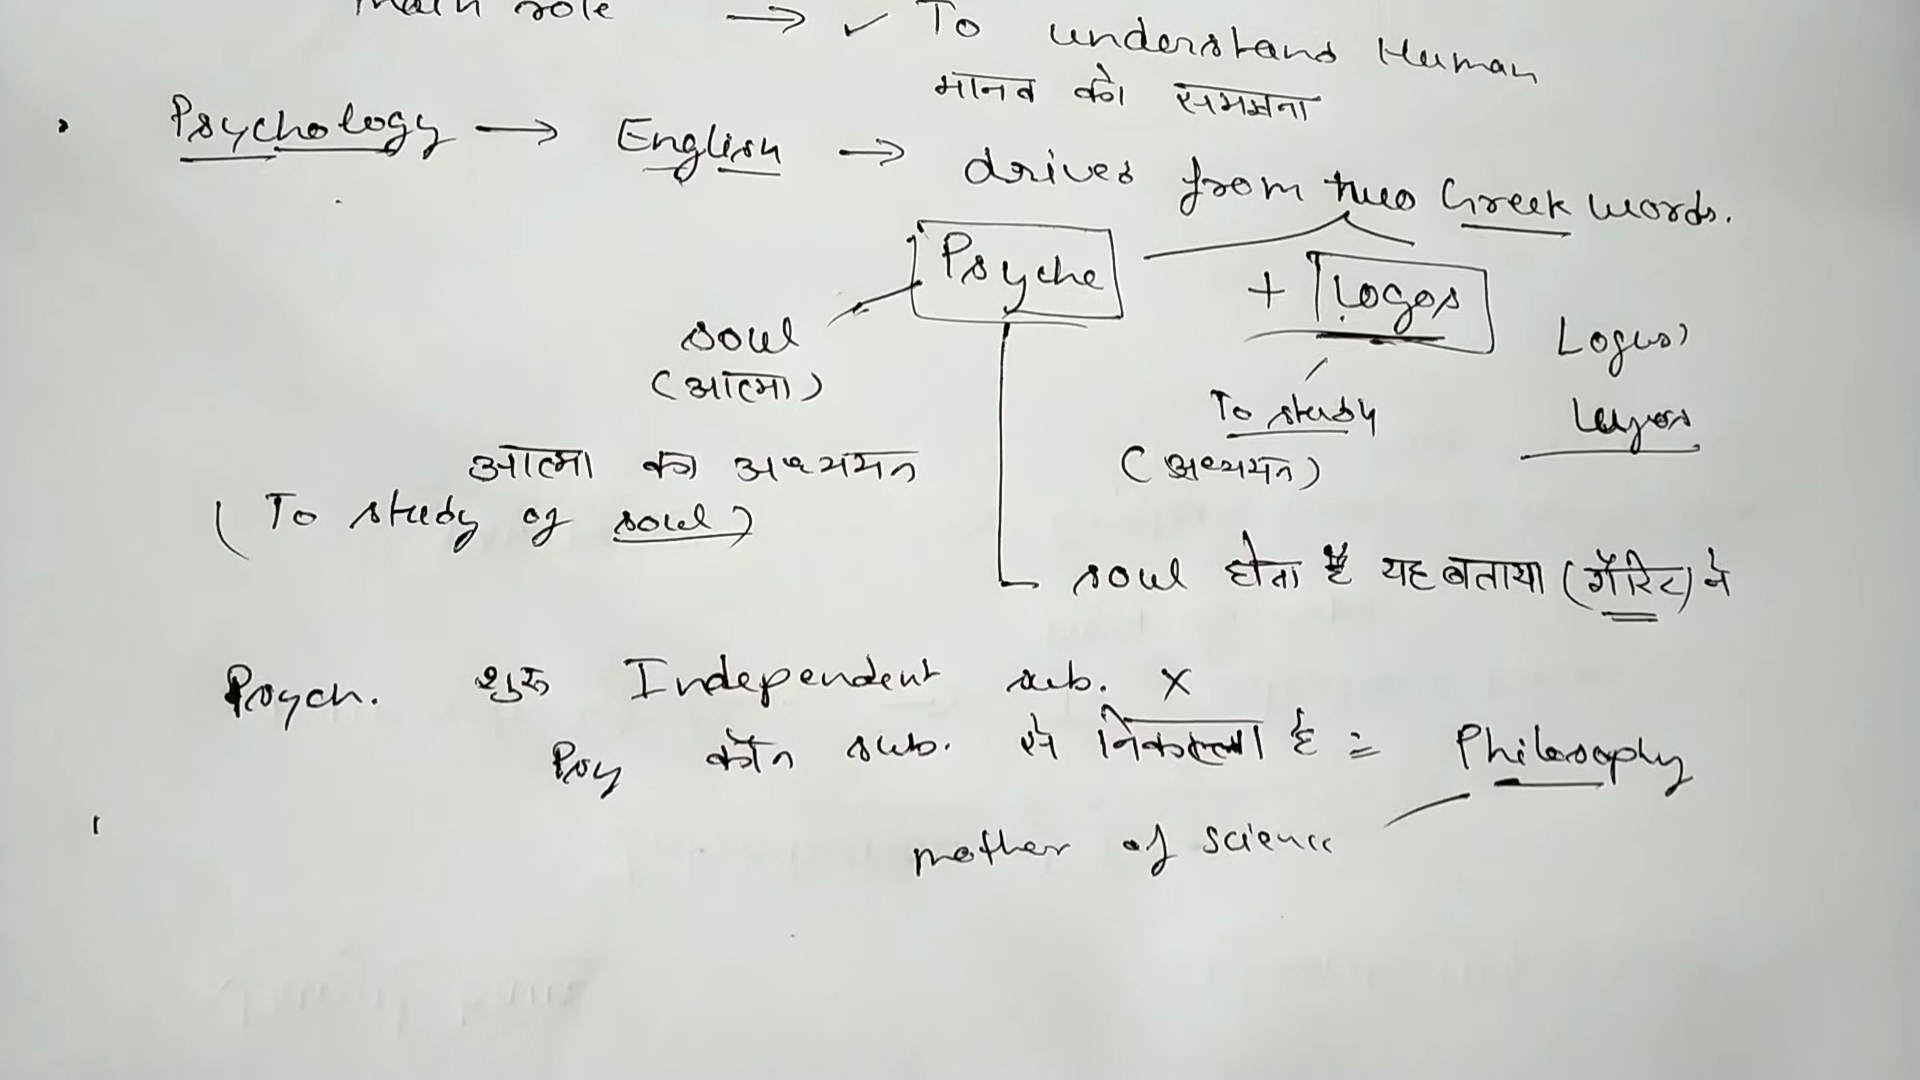 main role → ✓ To understand Human
मानव को समझना
Psychology → English → drives from two Greek words.
Psyche + Logos
soul
(आत्मा)
Logus)
To study
Logos
(अध्ययन)
आत्मा का अध्ययन
(To study of soul)
soul होता है यह बताया (गैरिट) ने
Psych. शुरू Independent sub. X
Psy कौन sub. से निकला है = Philosophy
mother of science